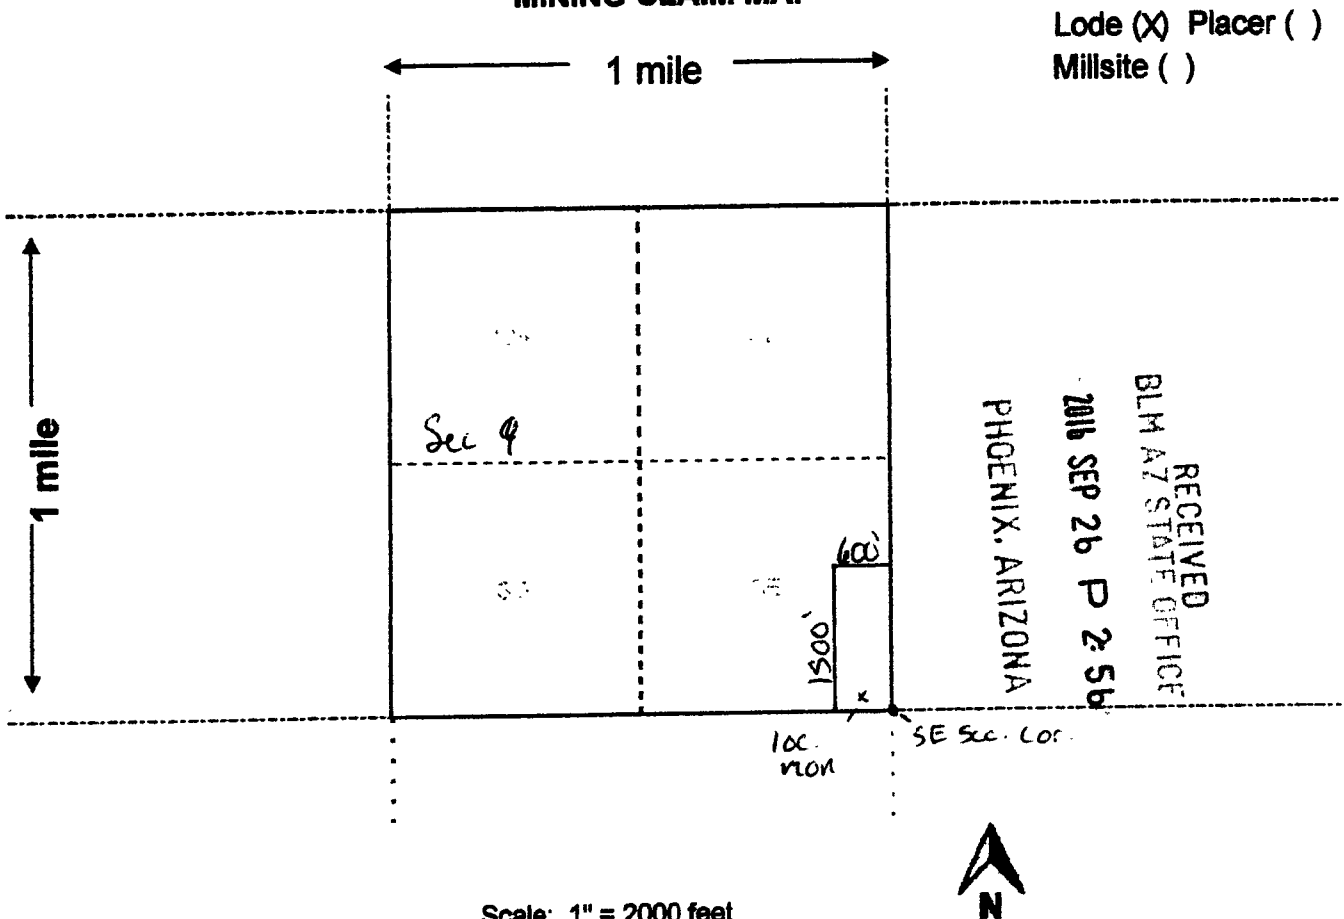 MINING CLAIM MAP
Lode (X) Placer ( )
Millsite ( )
1 mile
1 mile
Sec 9
600'
1500'
x
loc.
mon
SE Sec. Cor.
RECEIVED
BLM AZ STATE OFFICE
2016 SEP 26 P 2:56
PHOENIX, ARIZONA
N
Scale: 1" = 2000 feet